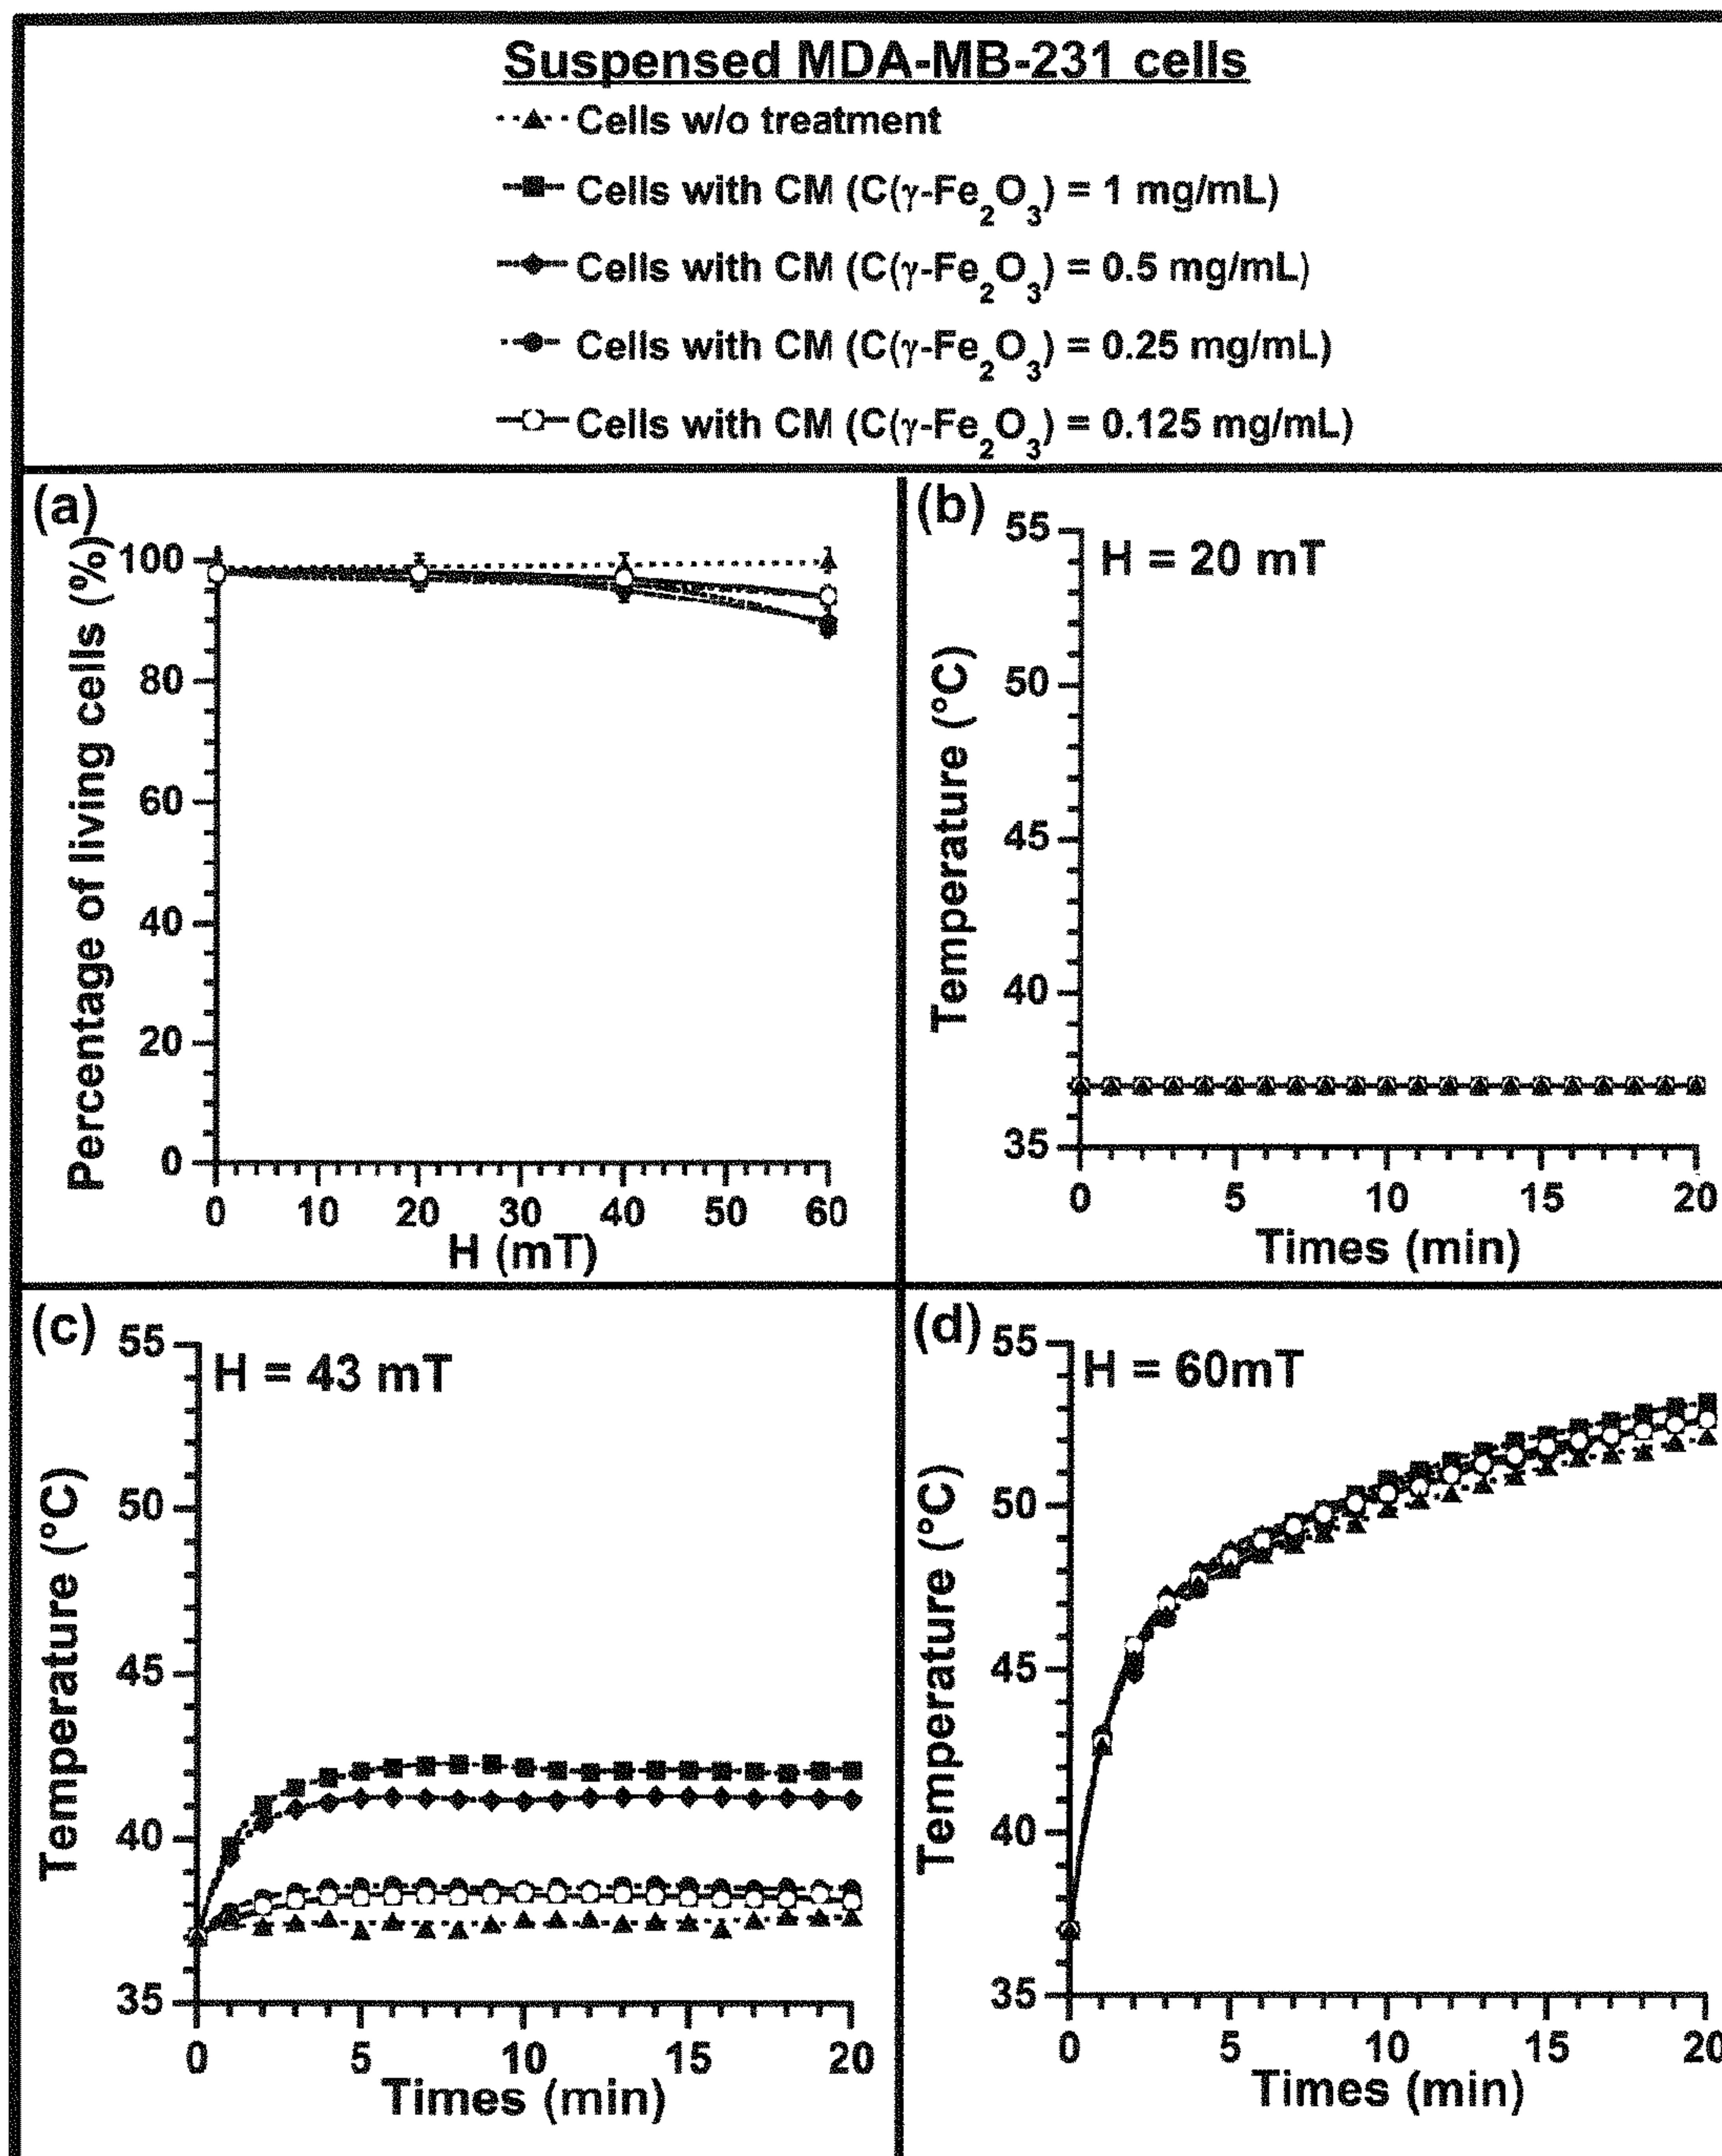 Suspensed MDA-MB-231 cells
Cells w/o treatment
Cells with CM (C(γ-Fe₂O₃) = 1 mg/mL)
Cells with CM (C(γ-Fe₂O₃) = 0.5 mg/mL)
Cells with CM (C(γ-Fe₂O₃) = 0.25 mg/mL)
Cells with CM (C(γ-Fe₂O₃) = 0.125 mg/mL)
(a)
Percentage of living cells (%)
100
80
60
40
20
0
0 10 20 30 40 50 60
H (mT)
(b)
H = 20 mT
Temperature (°C)
55
50
45
40
35
0 5 10 15 20
Times (min)
(c)
H = 43 mT
Temperature (°C)
55
50
45
40
35
0 5 10 15 20
Times (min)
(d)
H = 60mT
Temperature (°C)
55
50
45
40
35
0 5 10 15 20
Times (min)